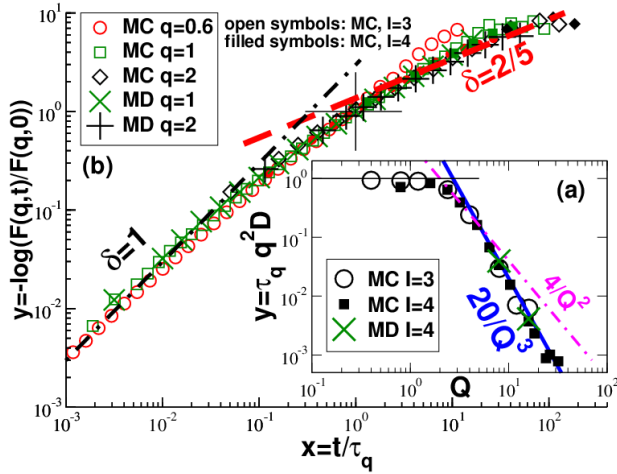 MC q=0.6
MC q=1
MC q=2
MD q=1
MD q=2
open symbols: MC, l=3
filled symbols: MC, l=4
δ=2/5
(b)
δ=1
(a)
MC l=3
MC l=4
MD l=4
4/Q²
20/Q³
10⁰
10⁻¹
10⁻²
10⁻³
10⁻¹
10⁰
10¹
10²
Q
y=τ_q q²D
10¹
10⁰
10⁻¹
10⁻²
10⁻³
10⁻³
10⁻²
10⁻¹
10⁰
10¹
10²
x=t/τ_q
y=-log(F(q,t)/F(q,0))